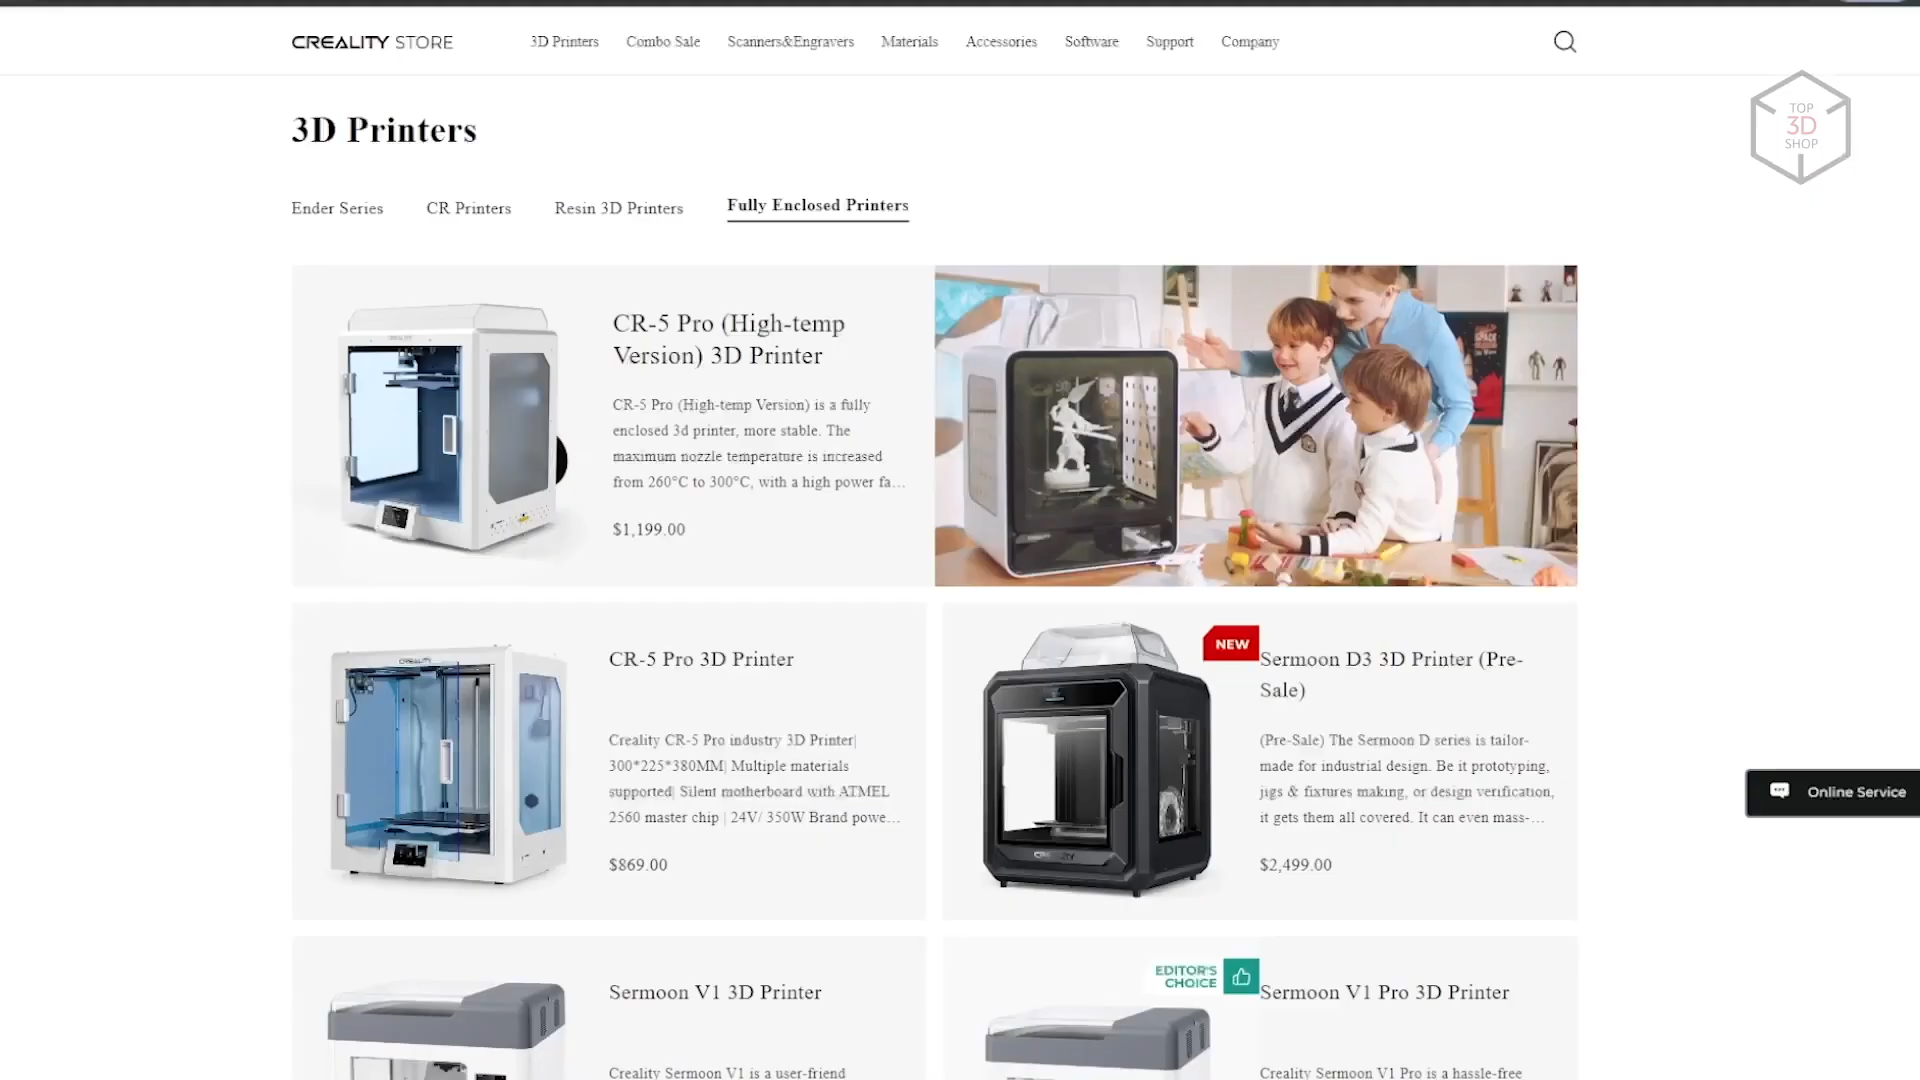 CREALITY STORE
3D Printers
Combo Sale
Scanners&Engravers
Materials
Accessories
Software
Support
Company
TOP
3D
SHOP
3D Printers
Ender Series
CR Printers
Resin 3D Printers
Fully Enclosed Printers
CR-5 Pro (High-temp
Version) 3D Printer
CR-5 Pro (High-temp Version) is a fully
enclosed 3d printer, more stable. The
maximum nozzle temperature is increased
from 260°C to 300°C, with a high power fa...
$1,199.00
CREALITY
CR-5 Pro 3D Printer
Creality CR-5 Pro industry 3D Printer|
300*225*380MM| Multiple materials
supported| Silent motherboard with ATMEL
2560 master chip | 24V/ 350W Brand powe...
$869.00
NEW
CREALITY
Sermoon D3 3D Printer (Pre-
Sale)
(Pre-Sale) The Sermoon D series is tailor-
made for industrial design. Be it prototyping,
jigs & fixtures making, or design verification,
it gets them all covered. It can even mass-...
$2,499.00
Online Service
Sermoon V1 3D Printer
Creality Sermoon V1 is a user-friend
EDITOR'S
CHOICE
Sermoon V1 Pro 3D Printer
Creality Sermoon V1 Pro is a hassle-free